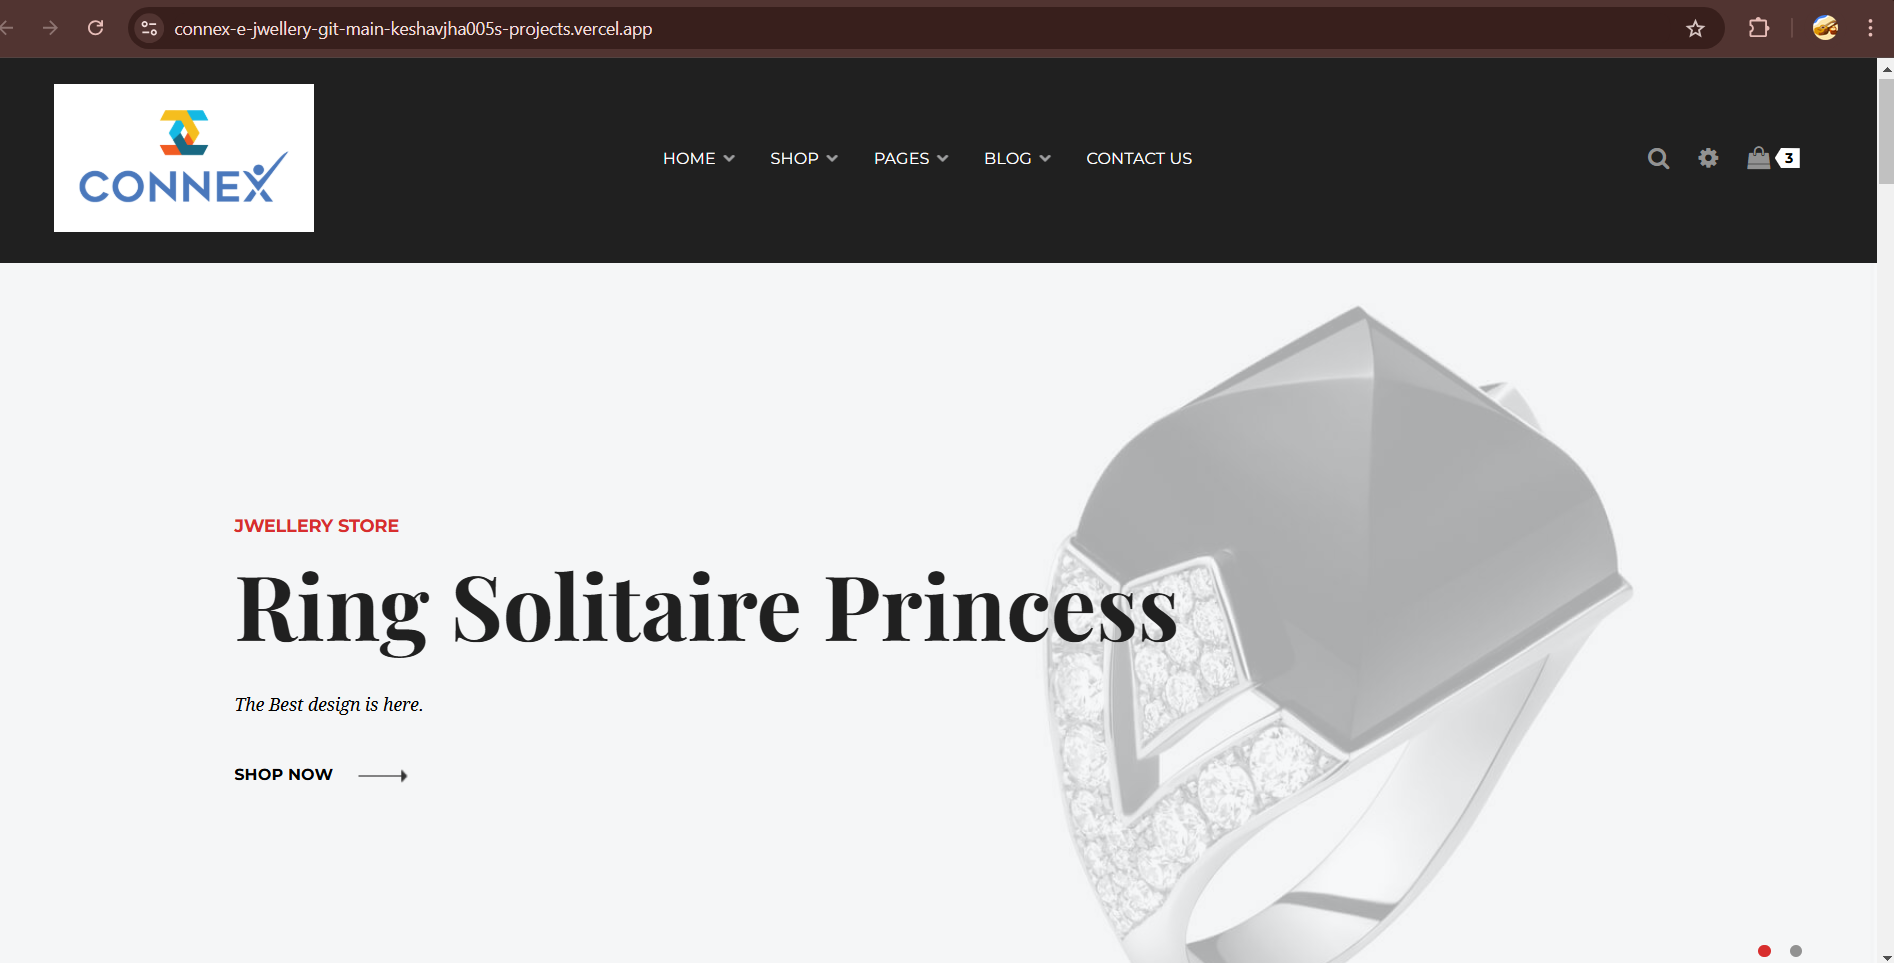 connex-e-jwellery-git-main-keshavjha005s-projects.vercel.app
CONNEX
HOME SHOP PAGES BLOG CONTACT US
3
JWELLERY STORE
Ring Solitaire Princess
The Best design is here.
SHOP NOW